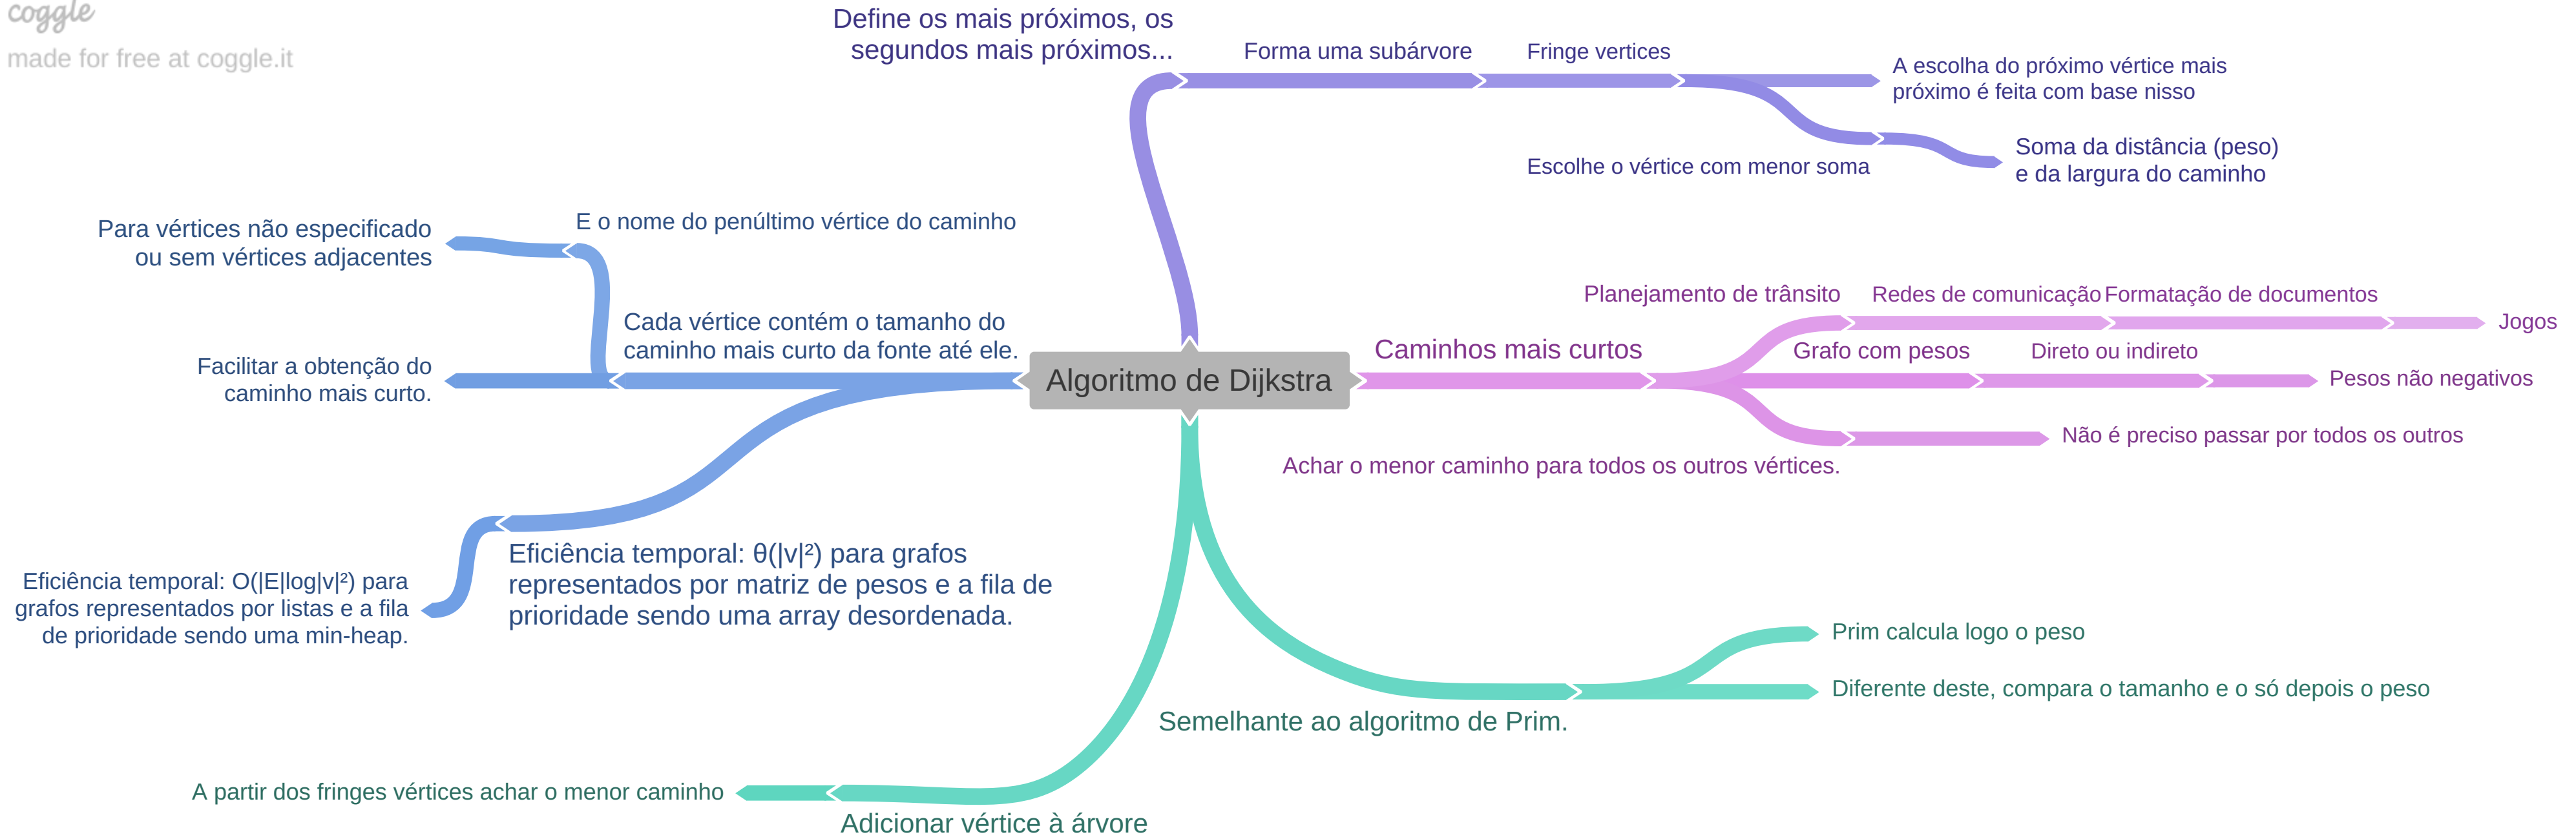 coggle
made for free at coggle.it
Define os mais próximos, os
segundos mais próximos...
Forma uma subárvore
Fringe vertices
A escolha do próximo vértice mais
próximo é feita com base nisso
Escolhe o vértice com menor soma
Soma da distância (peso)
e da largura do caminho
Para vértices não especificado
ou sem vértices adjacentes
E o nome do penúltimo vértice do caminho
Cada vértice contém o tamanho do
caminho mais curto da fonte até ele.
Facilitar a obtenção do
caminho mais curto.
Algoritmo de Dijkstra
Caminhos mais curtos
Planejamento de trânsito
Redes de comunicação
Formatação de documentos
Jogos
Grafo com pesos
Direto ou indireto
Pesos não negativos
Achar o menor caminho para todos os outros vértices.
Não é preciso passar por todos os outros
Eficiência temporal: θ(|v|²) para grafos
representados por matriz de pesos e a fila de
prioridade sendo uma array desordenada.
Eficiência temporal: O(|E|log|v|²) para
grafos representados por listas e a fila
de prioridade sendo uma min-heap.
Semelhante ao algoritmo de Prim.
Prim calcula logo o peso
Diferente deste, compara o tamanho e o só depois o peso
A partir dos fringes vértices achar o menor caminho
Adicionar vértice à árvore